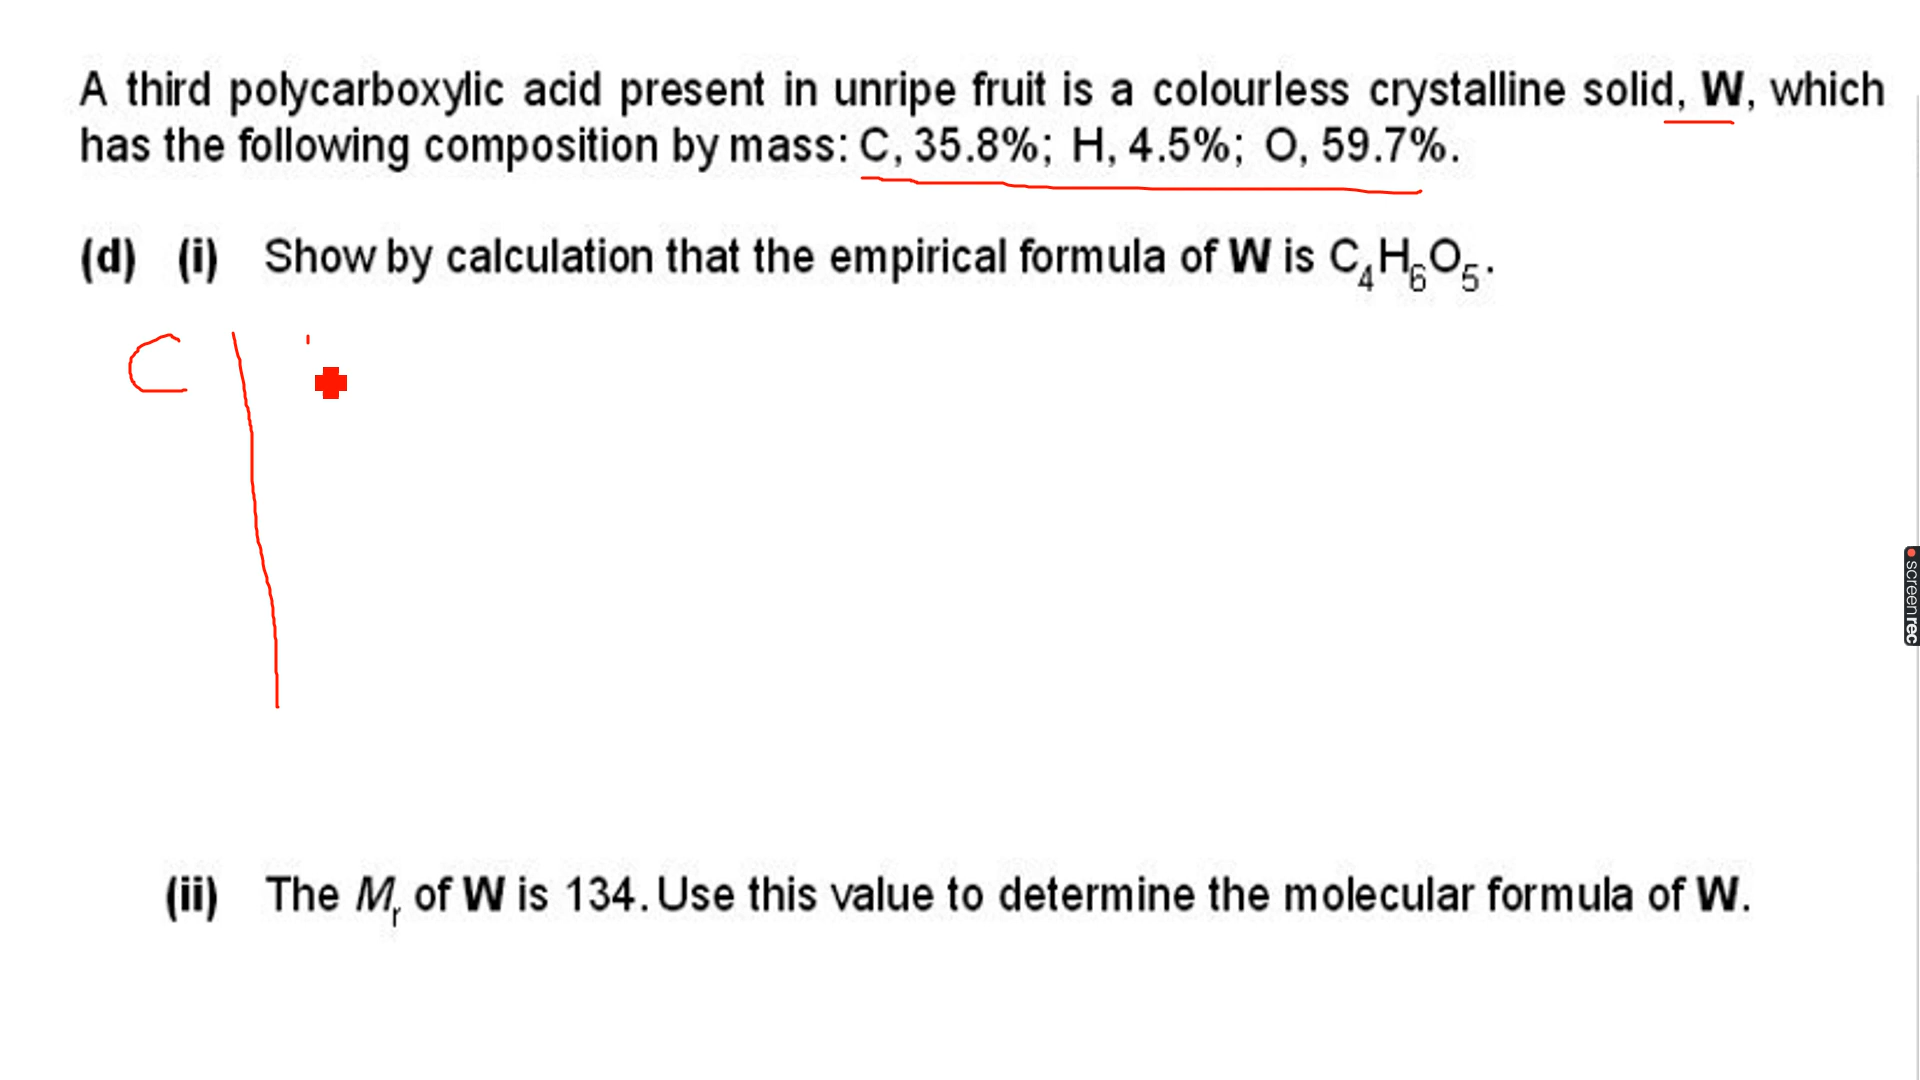 A third polycarboxylic acid present in unripe fruit is a colourless crystalline solid, W, which
has the following composition by mass: C, 35.8%; H, 4.5%; O, 59.7%.
(d) (i) Show by calculation that the empirical formula of W is C₄H₆O₅.
C
(ii) The Mᵣ of W is 134. Use this value to determine the molecular formula of W.
screenrec